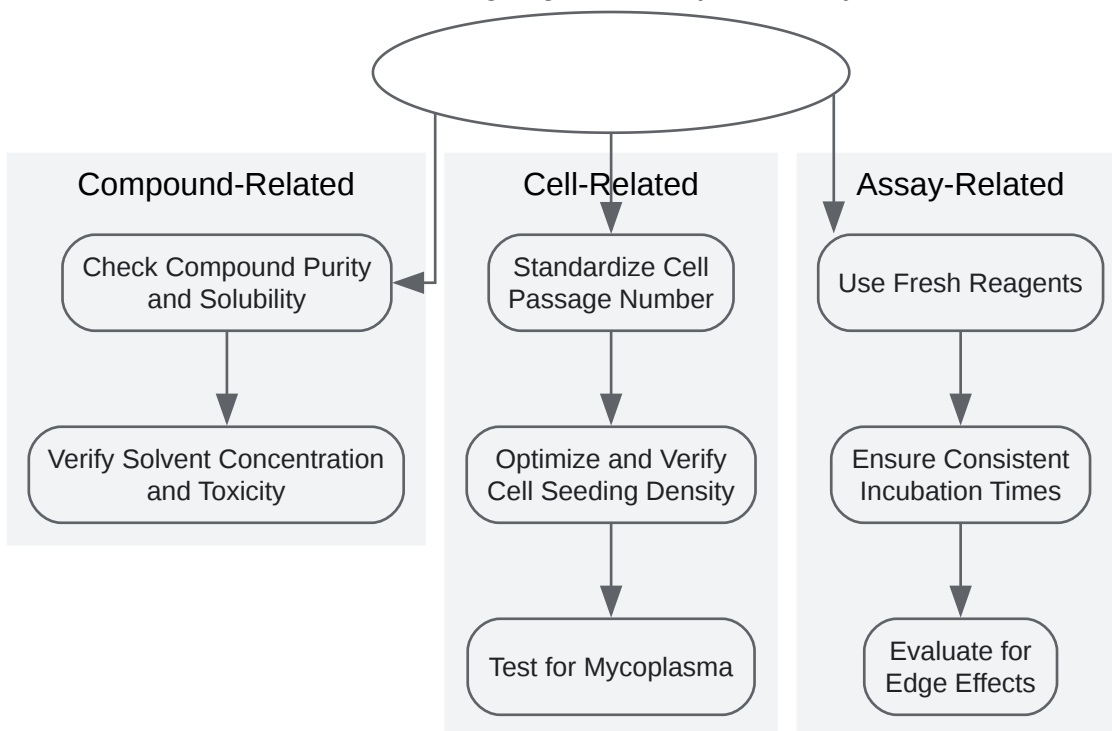 Compound-Related
Cell-Related
Assay-Related
Check Compound Purity
and Solubility
Standardize Cell
Passage Number
Use Fresh Reagents
Verify Solvent Concentration
and Toxicity
Optimize and Verify
Cell Seeding Density
Ensure Consistent
Incubation Times
Test for Mycoplasma
Evaluate for
Edge Effects